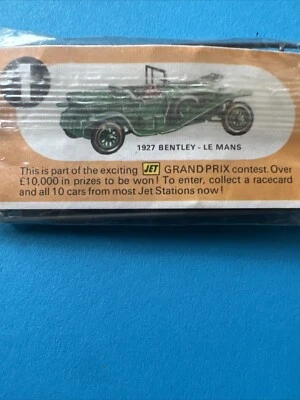 1
1927 BENTLEY - LE MANS
This is part of the exciting JET GRAND PRIX contest. Over
£10,000 in prizes to be won! To enter, collect a racecard
and all 10 cars from most Jet Stations now!